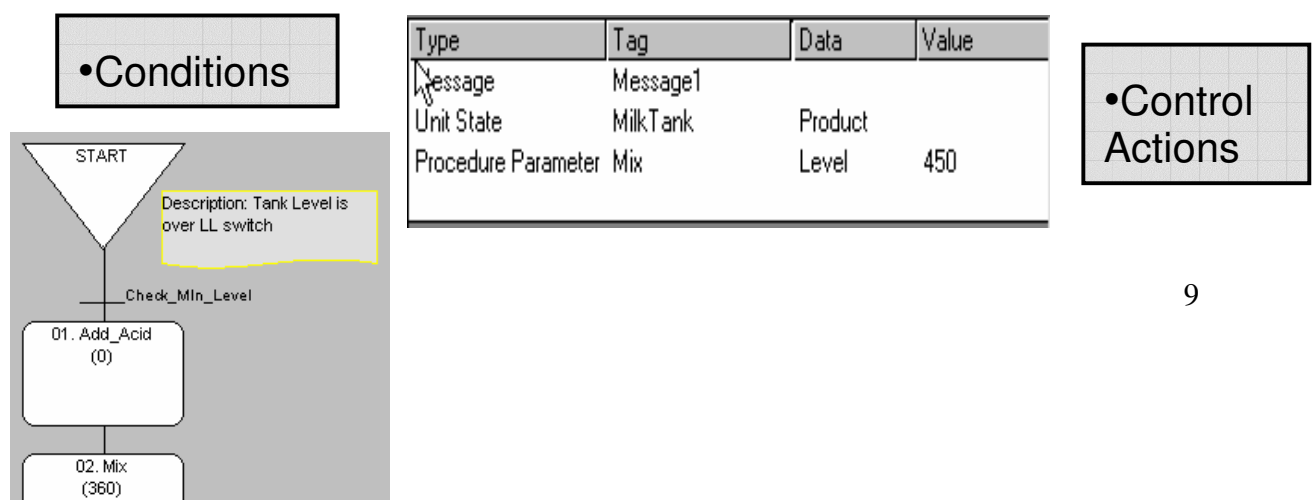 •Conditions
START
Description: Tank Level is
over LL switch
Check_MIn_Level
01. Add_Acid
(0)
02. Mix
(360)
Type Tag Data Value
Message Message1
Unit State MilkTank Product
Procedure Parameter Mix Level 450
•Control
Actions
9